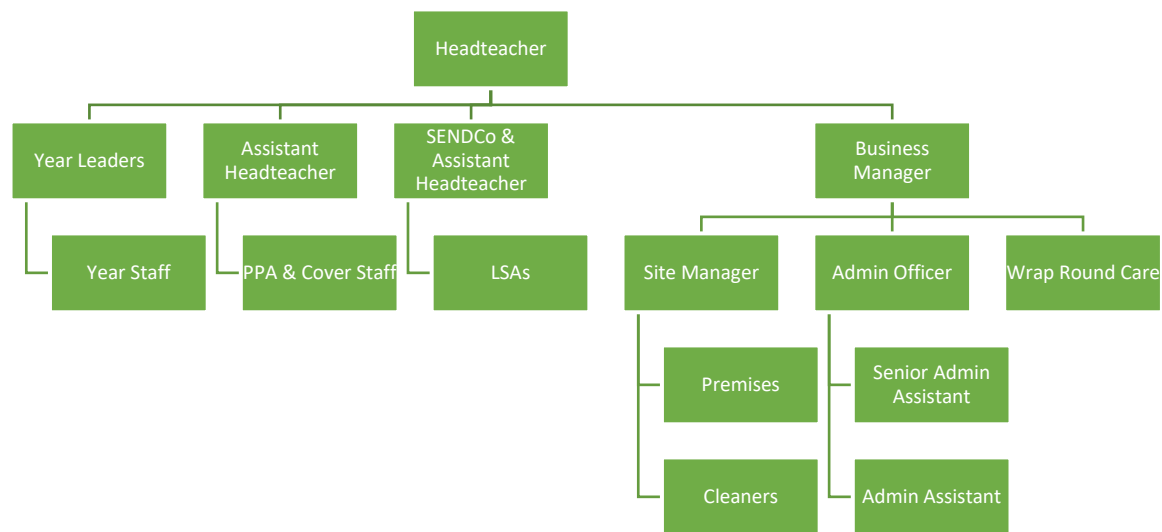 Headteacher
Year Leaders
Assistant
Headteacher
SENDCo &
Assistant
Headteacher
Business
Manager
Year Staff
PPA & Cover Staff
LSAs
Site Manager
Admin Officer
Wrap Round Care
Premises
Senior Admin
Assistant
Cleaners
Admin Assistant